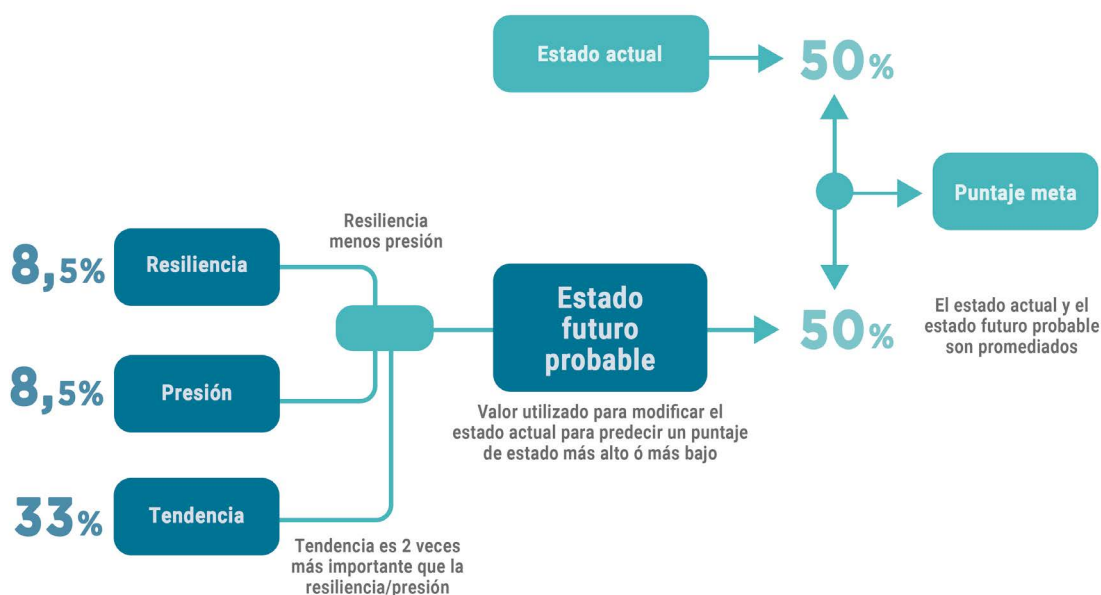 Estado actual
50%
Puntaje meta
Resiliencia
menos presión
8,5%
Resiliencia
Estado
futuro
probable
50%
El estado actual y el
estado futuro probable
son promediados
8,5%
Presión
Valor utilizado para modificar el
estado actual para predecir un puntaje
de estado más alto ó más bajo
33%
Tendencia
Tendencia es 2 veces
más importante que la
resiliencia/presión